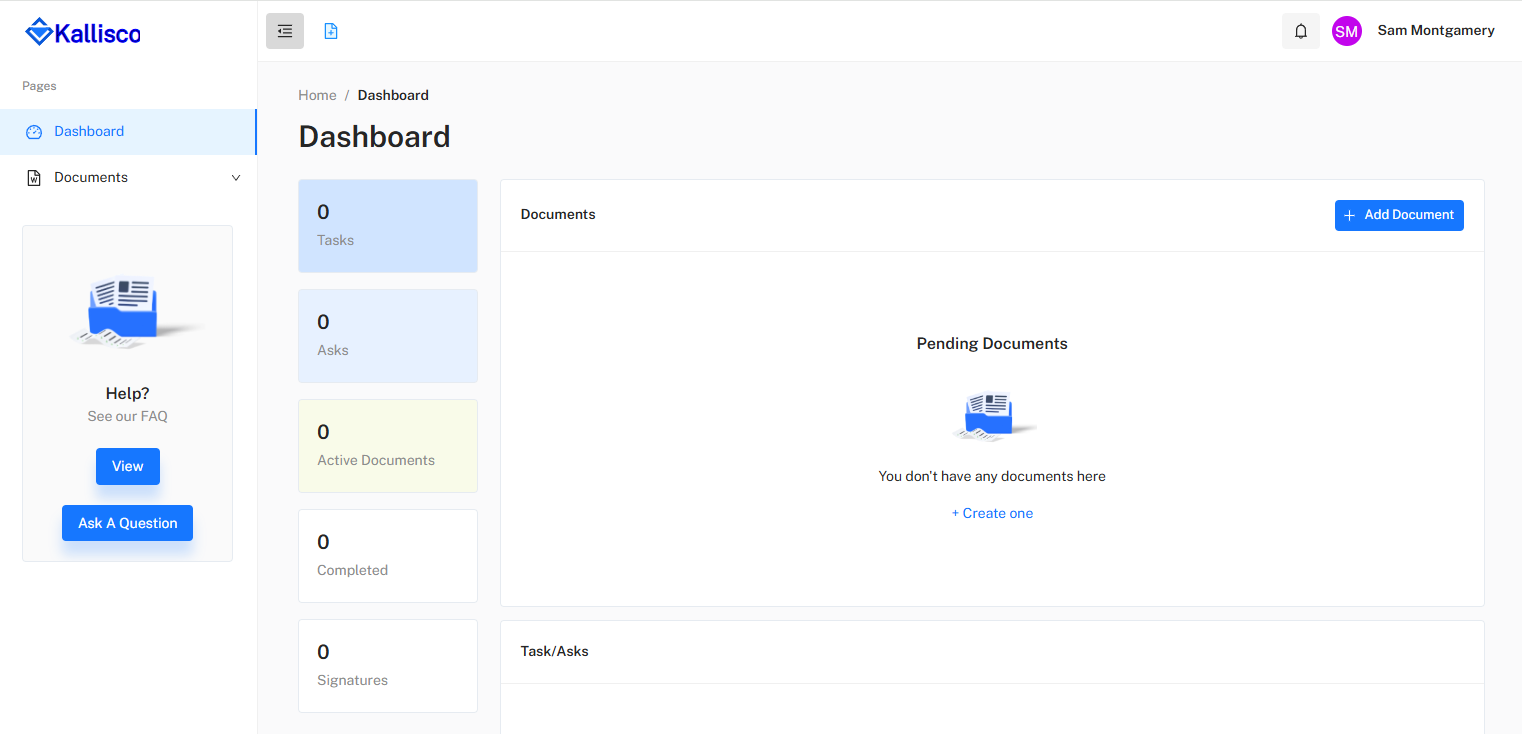 Kallisco
SM
Sam Montgamery
Pages
Dashboard
Documents
Help?
See our FAQ
View
Ask A Question
Home / Dashboard
Dashboard
0
Tasks
0
Asks
0
Active Documents
0
Completed
0
Signatures
Documents
+ Add Document
Pending Documents
You don't have any documents here
+ Create one
Task/Asks